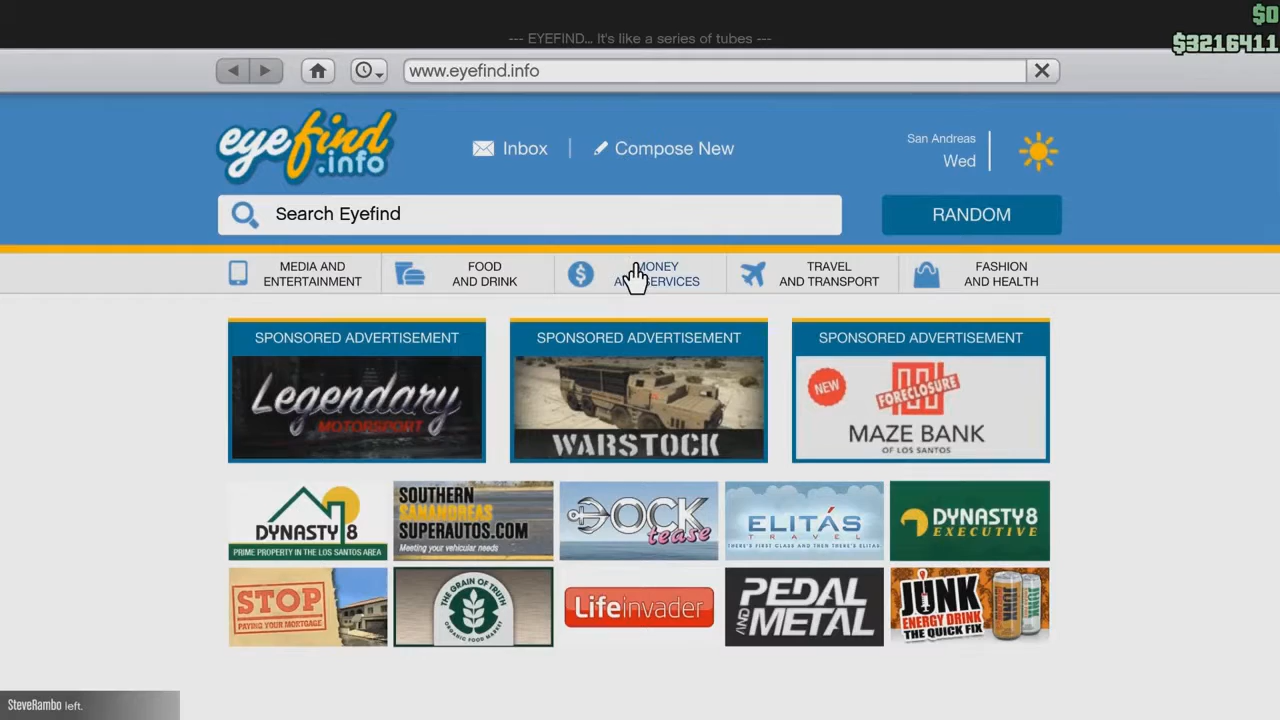 $0
--- EYEFIND... It's like a series of tubes ---
$3216411
www.eyefind.info
eyefind
.info
Inbox
Compose New
San Andreas
Wed
Search Eyefind
RANDOM
MEDIA AND
ENTERTAINMENT
FOOD
AND DRINK
MONEY
AND SERVICES
TRAVEL
AND TRANSPORT
FASHION
AND HEALTH
SPONSORED ADVERTISEMENT
Legendary
MOTORSPORT
SPONSORED ADVERTISEMENT
WARSTOCK
SPONSORED ADVERTISEMENT
NEW
FORECLOSURE
MAZE BANK
OF LOS SANTOS
DYNASTY 8
PRIME PROPERTY IN THE LOS SANTOS AREA
SOUTHERN
SANANDREAS
SUPERAUTOS.COM
Meeting your vehicular needs
DOCK
tease
ELITÁS
TRAVEL
THERE'S FIRST CLASS AND THEN THERE'S ELITAS
DYNASTY 8
EXECUTIVE
STOP
PAYING YOUR MORTGAGE
THE GRAIN OF TRUTH
ORGANIC FOOD MARKET
Lifeinvader
PEDAL
AND METAL
JUNK
ENERGY DRINK
THE QUICK FIX
SteveRambo left.